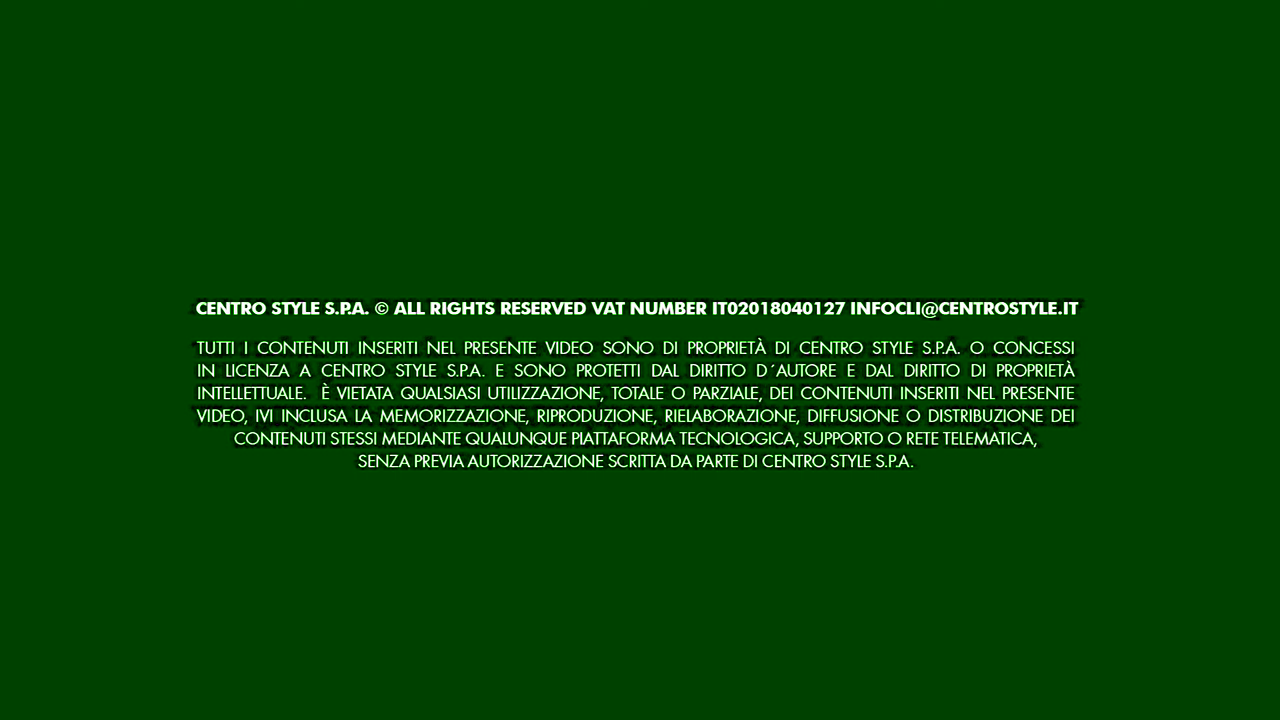 CENTRO STYLE S.P.A. © ALL RIGHTS RESERVED VAT NUMBER IT02018040127 INFOCLI@CENTROSTYLE.IT
TUTTI I CONTENUTI INSERITI NEL PRESENTE VIDEO SONO DI PROPRIETÀ DI CENTRO STYLE S.P.A. O CONCESSI
IN LICENZA A CENTRO STYLE S.P.A. E SONO PROTETTI DAL DIRITTO D´AUTORE E DAL DIRITTO DI PROPRIETÀ
INTELLETTUALE. È VIETATA QUALSIASI UTILIZZAZIONE, TOTALE O PARZIALE, DEI CONTENUTI INSERITI NEL PRESENTE
VIDEO, IVI INCLUSA LA MEMORIZZAZIONE, RIPRODUZIONE, RIELABORAZIONE, DIFFUSIONE O DISTRIBUZIONE DEI
CONTENUTI STESSI MEDIANTE QUALUNQUE PIATTAFORMA TECNOLOGICA, SUPPORTO O RETE TELEMATICA,
SENZA PREVIA AUTORIZZAZIONE SCRITTA DA PARTE DI CENTRO STYLE S.P.A.